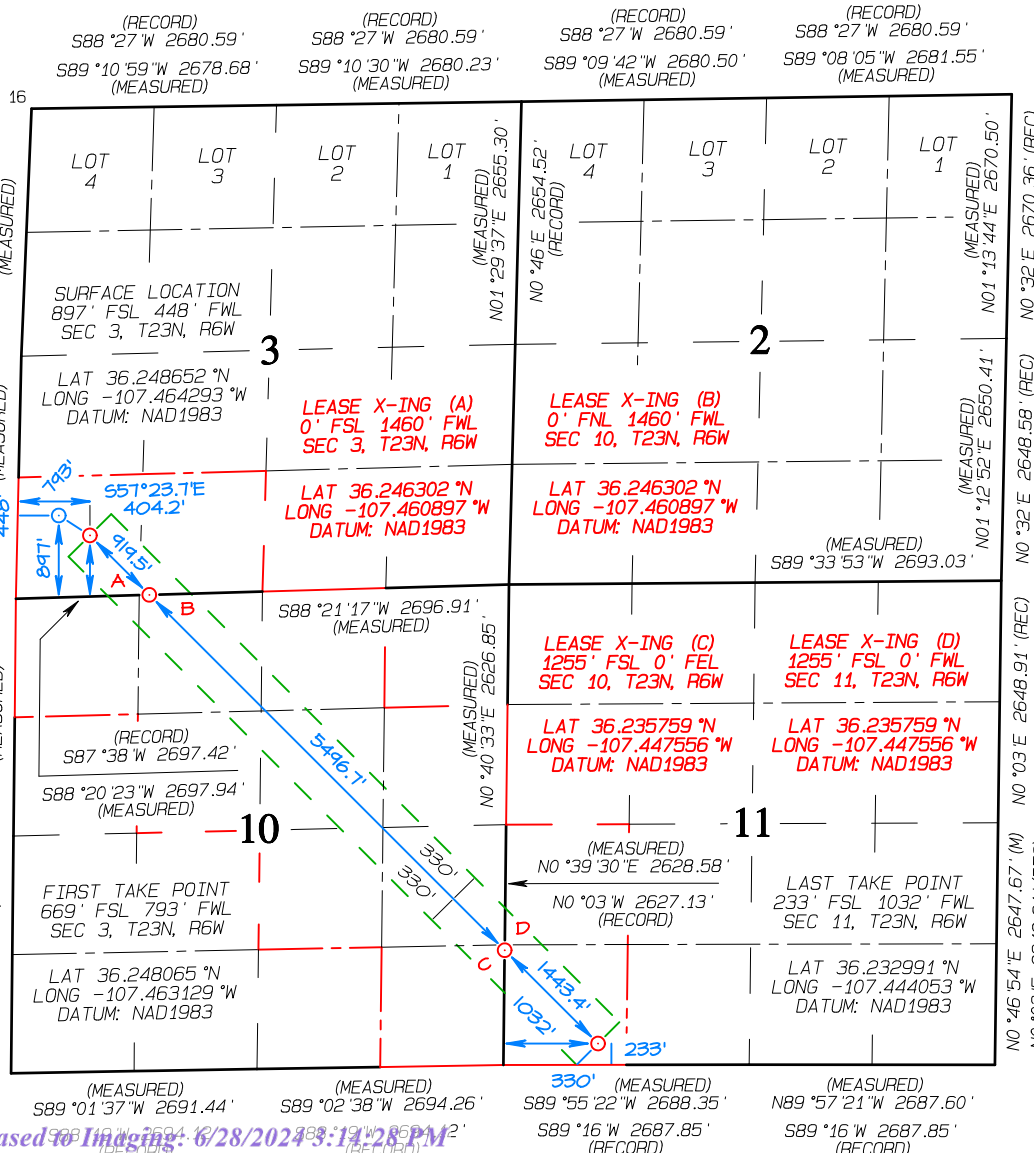 (RECORD)
S88°27'W 2680.59'
S89°10'59"W 2678.68'
(MEASURED)
(RECORD)
S88°27'W 2680.59'
S89°10'30"W 2680.23'
(MEASURED)
(RECORD)
S88°27'W 2680.59'
S89°09'42"W 2680.50'
(MEASURED)
(RECORD)
S88°27'W 2680.59
S89°08'05"W 2681.55'
(MEASURED)
16
LOT
4
LOT
3
LOT
2
LOT
1
(MEASURED)
N01°29'37"E 2655.30'
N0°46'E 2654.52'
(RECORD)
LOT
4
LOT
3
LOT
2
LOT
1
(MEASURED)
N01°13'44"E 2670.50'
N0°32'E 2670.36' (REC)
(MEASURED)
SURFACE LOCATION
897' FSL 448' FWL
SEC 3, T23N, R6W
LAT 36.248652°N
LONG -107.464293°W
DATUM: NAD1983
3
2
LEASE X-ING (A)
0' FSL 1460' FWL
SEC 3, T23N, R6W
LAT 36.246302°N
LONG -107.460897°W
DATUM: NAD1983
LEASE X-ING (B)
0' FNL 1460' FWL
SEC 10, T23N, R6W
LAT 36.246302°N
LONG -107.460897°W
DATUM: NAD1983
(MEASURED)
N01°12'52"E 2650.41'
N0°32'E 2648.58' (REC)
(MEASURED)
448'
793'
S57°23.7'E
404.2'
897'
919.5'
A
B
(MEASURED)
S89°33'53"W 2693.03'
S88°21'17"W 2696.91'
(MEASURED)
(MEASURED)
N0°40'33"E 2626.85'
LEASE X-ING (C)
1255' FSL 0' FEL
SEC 10, T23N, R6W
LAT 36.235759°N
LONG -107.447556°W
DATUM: NAD1983
LEASE X-ING (D)
1255' FSL 0' FWL
SEC 11, T23N, R6W
LAT 36.235759°N
LONG -107.447556°W
DATUM: NAD1983
N0°03'E 2648.91' (REC)
(RECORD)
S87°38'W 2697.42'
S88°20'23"W 2697.94'
(MEASURED)
5496.7'
10
11
330'
330'
(MEASURED)
N0°39'30"E 2628.58'
N0°03'W 2627.13'
(RECORD)
FIRST TAKE POINT
669' FSL 793' FWL
SEC 3, T23N, R6W
LAT 36.248065°N
LONG -107.463129°W
DATUM: NAD1983
LAST TAKE POINT
233' FSL 1032' FWL
SEC 11, T23N, R6W
LAT 36.232991°N
LONG -107.444053°W
DATUM: NAD1983
N0°46'54"E 2647.67' (M)
D
C
1443.4'
1032'
233'
330'
(MEASURED)
S89°01'37"W 2691.44'
(MEASURED)
S89°02'38"W 2694.26'
(MEASURED)
S89°55'22"W 2688.35'
S89°16'W 2687.85'
(RECORD)
(MEASURED)
N89°57'21"W 2687.60'
S89°16'W 2687.85'
(RECORD)
ased to Imaging: 6/28/2024 3:14:28 PM